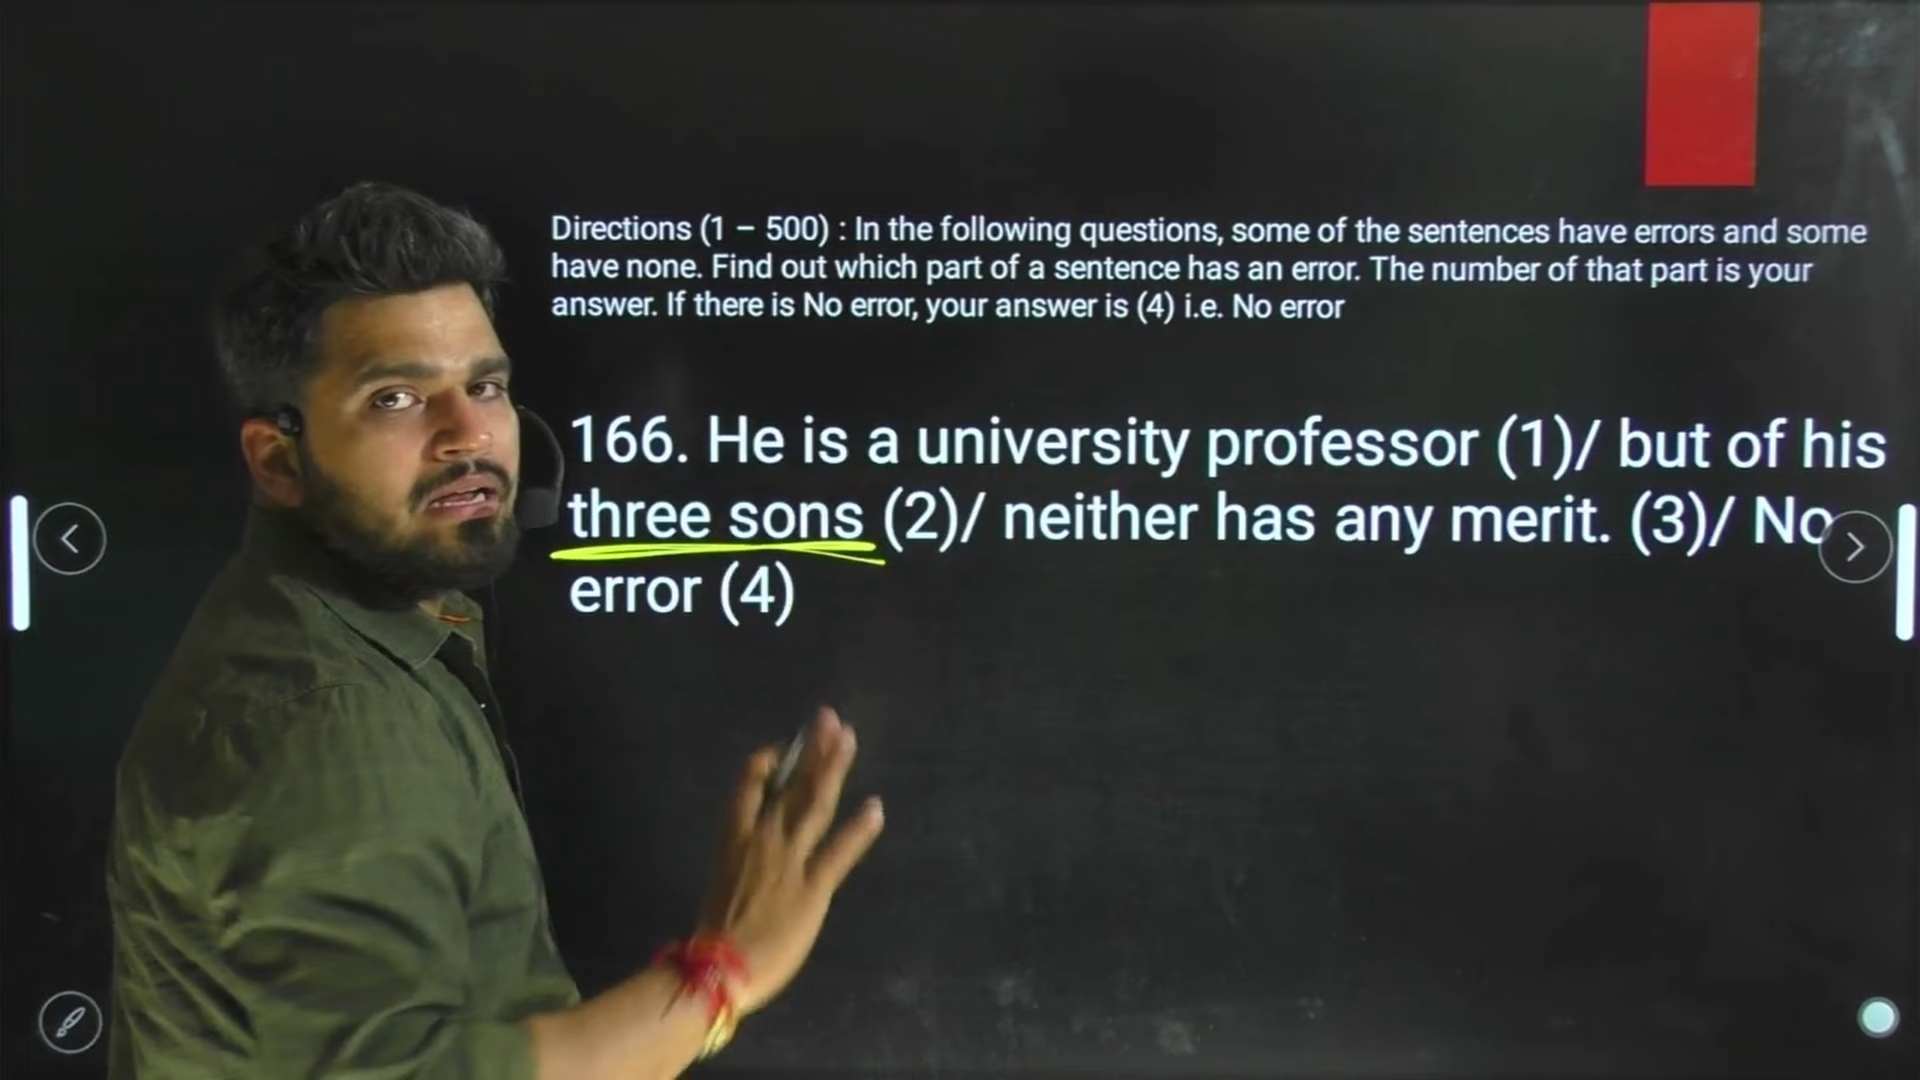 Directions (1 – 500) : In the following questions, some of the sentences have errors and some
have none. Find out which part of a sentence has an error. The number of that part is your
answer. If there is No error, your answer is (4) i.e. No error
166. He is a university professor (1)/ but of his
three sons (2)/ neither has any merit. (3)/ No
error (4)